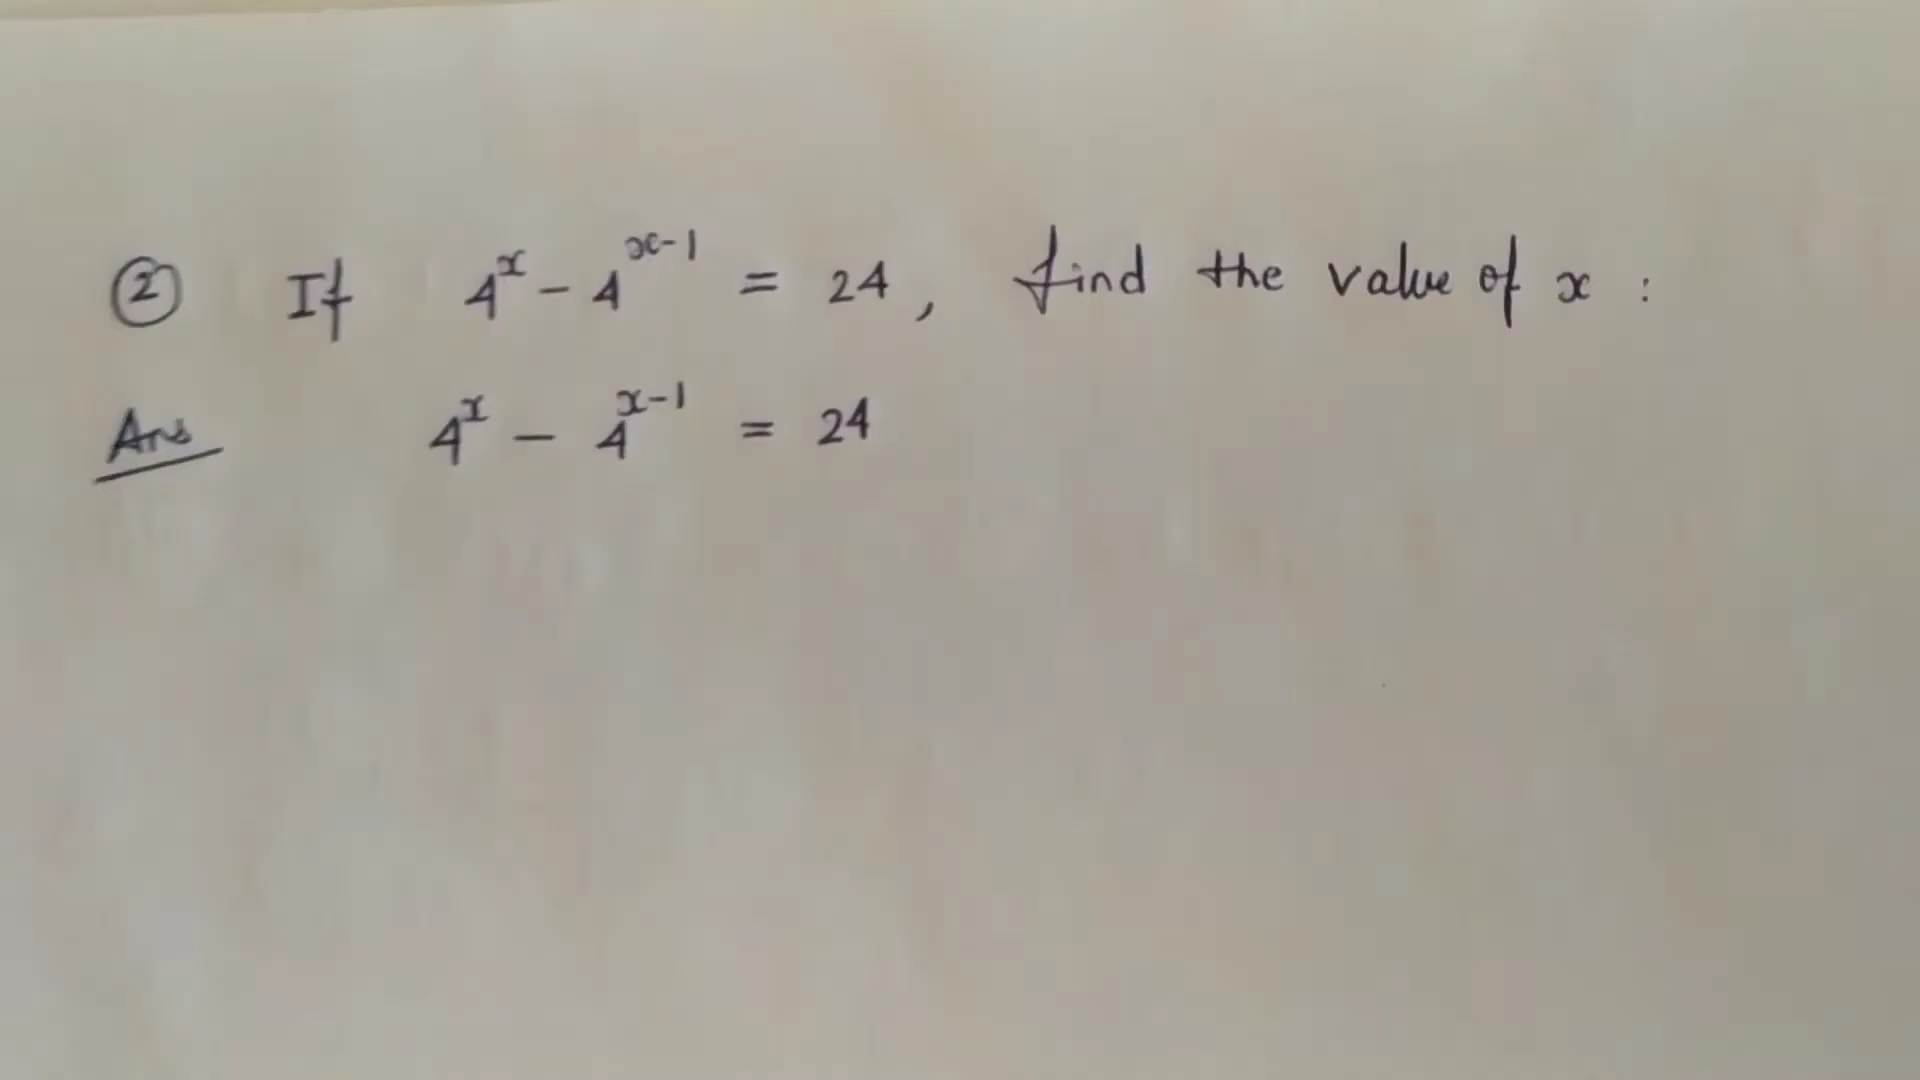 ② If 4^x - 4^(x-1) = 24, find the value of x :
Ans 4^x - 4^(x-1) = 24